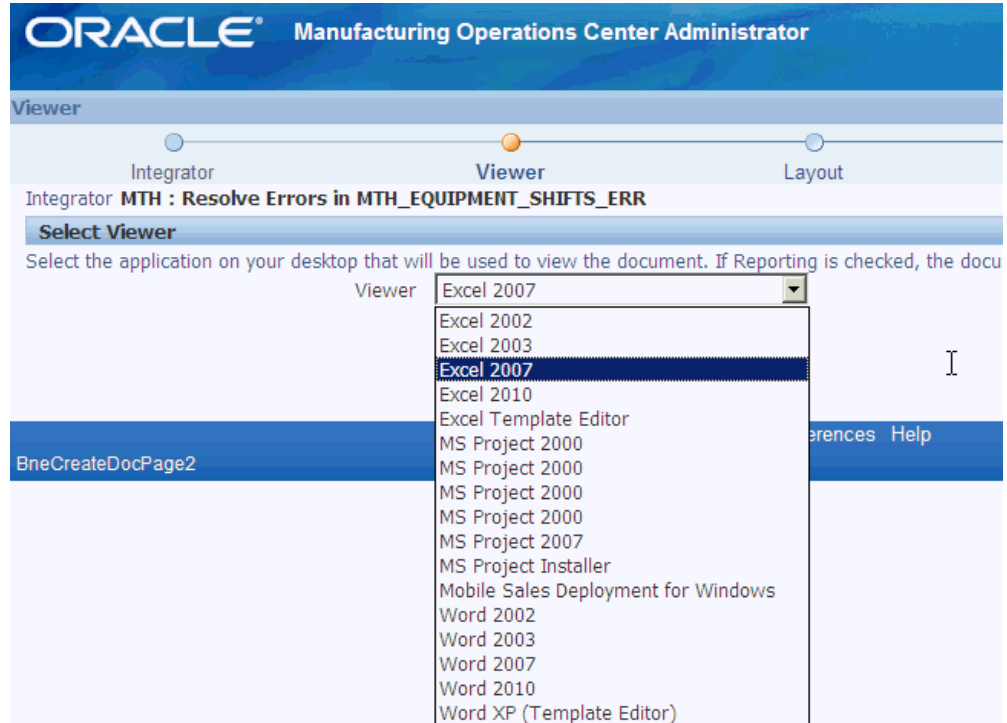 ORACLE® Manufacturing Operations Center Administrator
Viewer
Integrator Viewer Layout
Integrator MTH : Resolve Errors in MTH_EQUIPMENT_SHIFTS_ERR
Select Viewer
Select the application on your desktop that will be used to view the document. If Reporting is checked, the docu
Viewer Excel 2007
Excel 2002
Excel 2003
Excel 2007
Excel 2010
Excel Template Editor
erences Help
MS Project 2000
BneCreateDocPage2
MS Project 2000
MS Project 2000
MS Project 2000
MS Project 2007
MS Project Installer
Mobile Sales Deployment for Windows
Word 2002
Word 2003
Word 2007
Word 2010
Word XP (Template Editor)